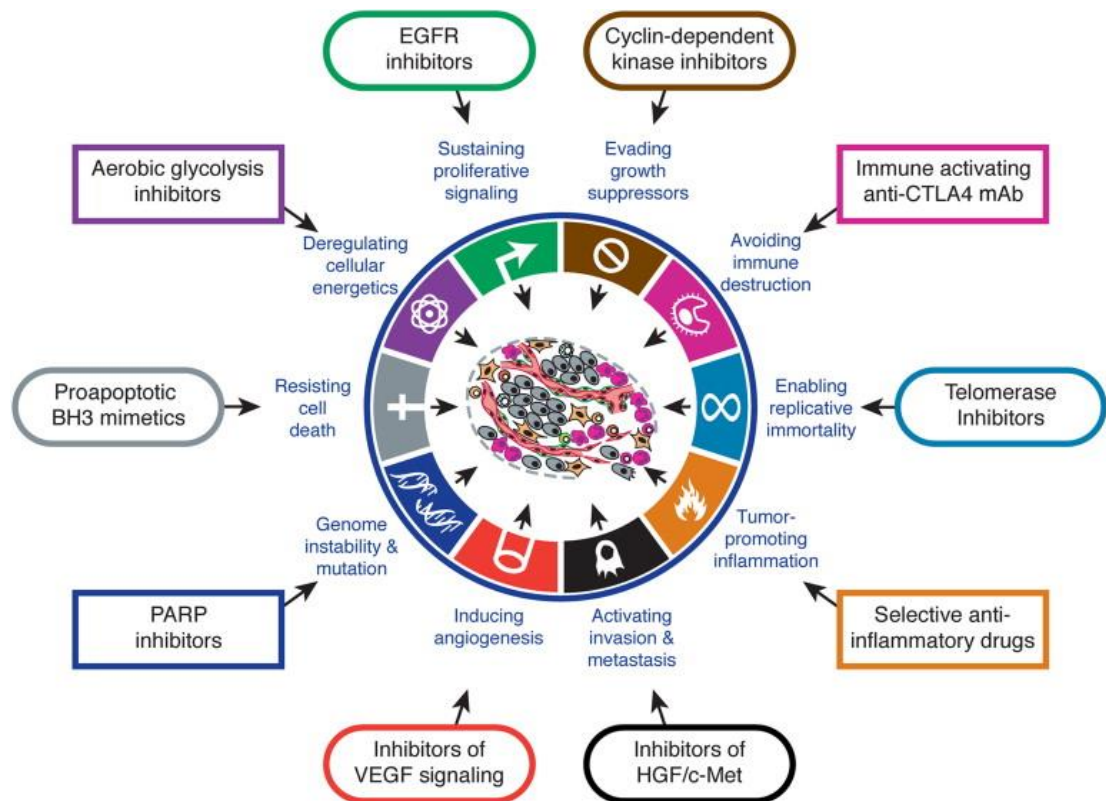 EGFR
inhibitors
Cyclin-dependent
kinase inhibitors
Sustaining
proliferative
signaling
Evading
growth
suppressors
Aerobic glycolysis
inhibitors
Immune activating
anti-CTLA4 mAb
Deregulating
cellular
energetics
Avoiding
immune
destruction
Proapoptotic
BH3 mimetics
Resisting
cell
death
Enabling
replicative
immortality
Telomerase
Inhibitors
Genome
instability &
mutation
Tumor-
promoting
inflammation
PARP
inhibitors
Inducing
angiogenesis
Activating
invasion &
metastasis
Selective anti-
inflammatory drugs
Inhibitors of
VEGF signaling
Inhibitors of
HGF/c-Met